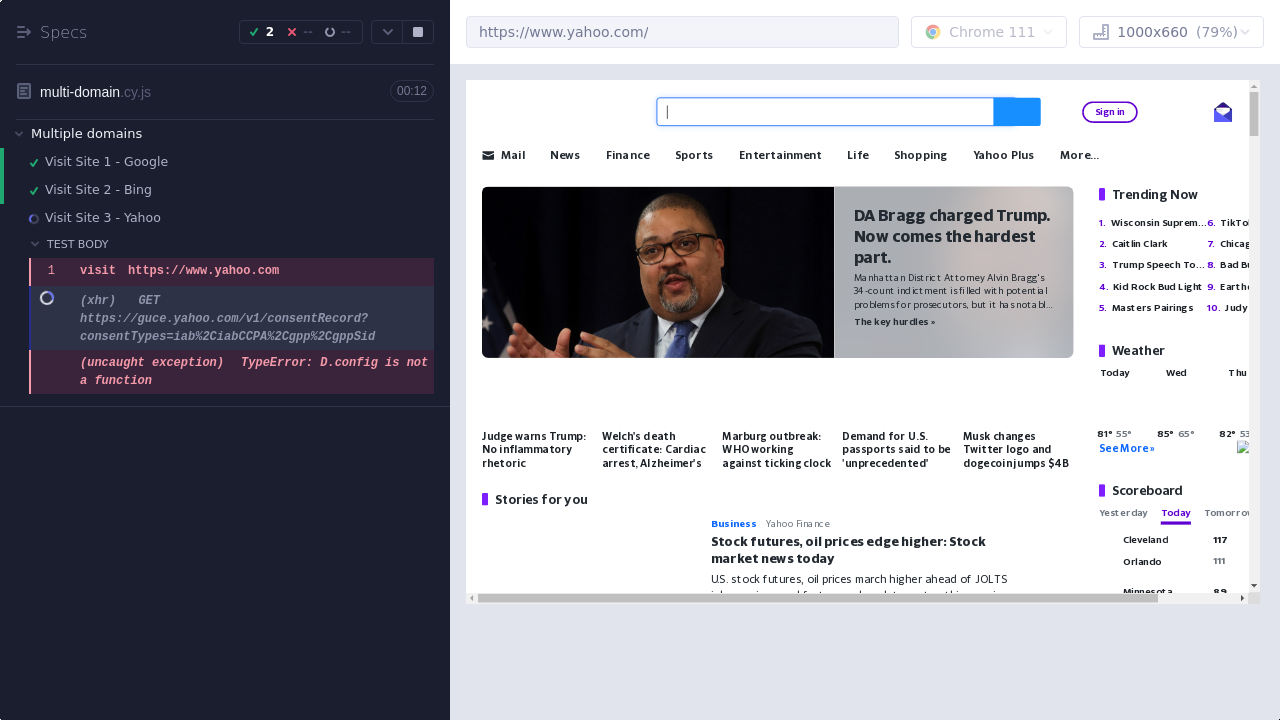 Specs
2
--
--
multi-domain.cy.js
00:12
Multiple domains
Visit Site 1 - Google
Visit Site 2 - Bing
Visit Site 3 - Yahoo
TEST BODY
1 visit https://www.yahoo.com
(xhr) GET
https://guce.yahoo.com/v1/consentRecord?
consentTypes=iab%2CiabCCPA%2Cgpp%2CgppSid
(uncaught exception) TypeError: D.config is not
a function
https://www.yahoo.com/
Chrome 111
1000x660 (79%)
Sign in
Mail News Finance Sports Entertainment Life Shopping Yahoo Plus More...
DA Bragg charged Trump.
Now comes the hardest
part.
Manhattan District Attorney Alvin Bragg's
34-count indictment is filled with potential
problems for prosecutors, but it has notabl...
The key hurdles »
Judge warns Trump:
No inflammatory
rhetoric
Welch's death
certificate: Cardiac
arrest, Alzheimer's
Marburg outbreak:
WHO working
against ticking clock
Demand for U.S.
passports said to be
'unprecedented'
Musk changes
Twitter logo and
dogecoin jumps $4B
Stories for you
Business Yahoo Finance
Stock futures, oil prices edge higher: Stock
market news today
U.S. stock futures, oil prices march higher ahead of JOLTS
Trending Now
1. Wisconsin Suprem... 6. TikTo
2. Caitlin Clark 7. Chicag
3. Trump Speech To... 8. Bad Bu
4. Kid Rock Bud Light 9. Earthq
5. Masters Pairings 10. Judy
Weather
Today Wed Thu
81° 55° 85° 65° 82° 53
See More »
Scoreboard
Yesterday Today Tomorrow
Cleveland 117
Orlando 111
Minnesota 89